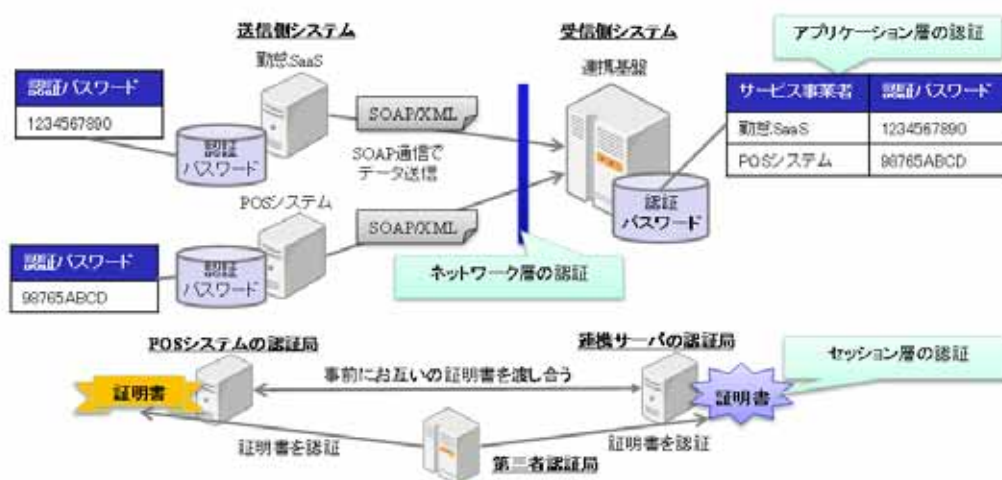 送信側システム
受信側システム
アプリケーション層の認証
勤怠SaaS
連携基盤
認証パスワード
1234567890
認証
パスワード
SOAP/XML
SOAP通信で
データ送信
サービス事業者 認証パスワード
勤怠SaaS 1234567890
POSシステム 98765ABCD
POSシステム
認証
パスワード
SOAP/XML
認証
パスワード
認証パスワード
98765ABCD
ネットワーク層の認証
POSシステムの認証局
連携サーバの認証局
セッション層の認証
証明書
事前にお互いの証明書を渡し合う
証明書
証明書を認証
証明書を認証
第三者認証局